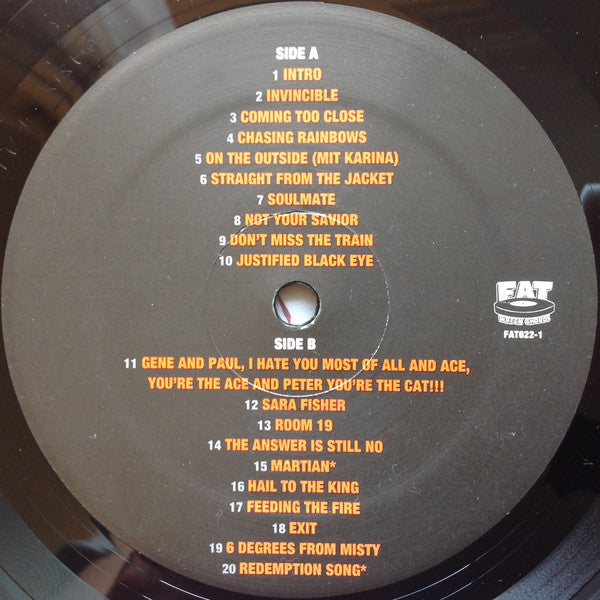 SIDE A
1 INTRO
2 INVINCIBLE
3 COMING TOO CLOSE
4 CHASING RAINBOWS
5 ON THE OUTSIDE (MIT KARINA)
6 STRAIGHT FROM THE JACKET
7 SOULMATE
8 NOT YOUR SAVIOR
9 DON'T MISS THE TRAIN
10 JUSTIFIED BLACK EYE
FAT
WRECK CHORDS
FAT622-1
SIDE B
11 GENE AND PAUL, I HATE YOU MOST OF ALL AND ACE,
YOU'RE THE ACE AND PETER YOU'RE THE CAT!!!
12 SARA FISHER
13 ROOM 19
14 THE ANSWER IS STILL NO
15 MARTIAN*
16 HAIL TO THE KING
17 FEEDING THE FIRE
18 EXIT
19 6 DEGREES FROM MISTY
20 REDEMPTION SONG*